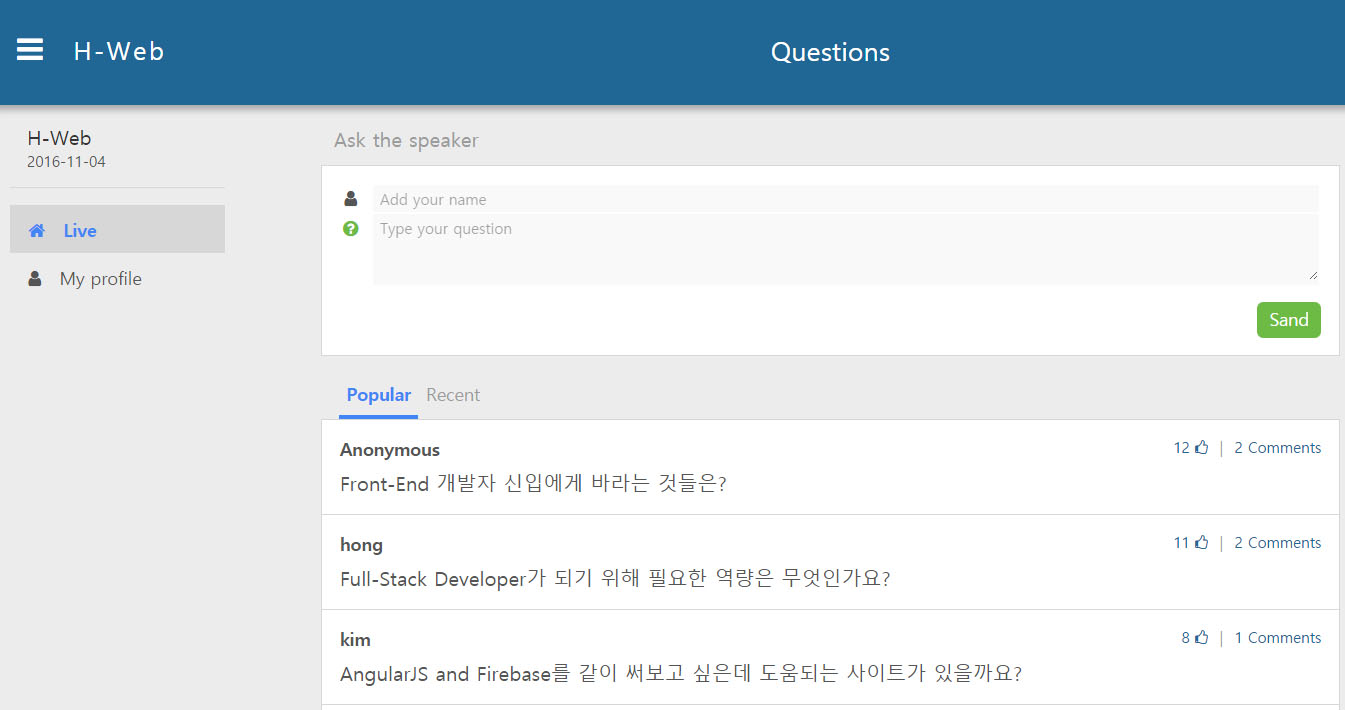 H-Web
Questions
H-Web
2016-11-04
Live
My profile
Ask the speaker
Add your name
Type your question
Sand
Popular Recent
Anonymous 12 | 2 Comments
Front-End 개발자 신입에게 바라는 것들은?
hong 11 | 2 Comments
Full-Stack Developer가 되기 위해 필요한 역량은 무엇인가요?
kim 8 | 1 Comments
AngularJS and Firebase를 같이 써보고 싶은데 도움되는 사이트가 있을까요?